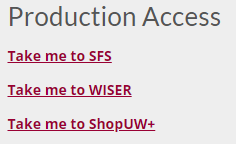 Production Access
Take me to SFS
Take me to WISER
Take me to ShopUW+